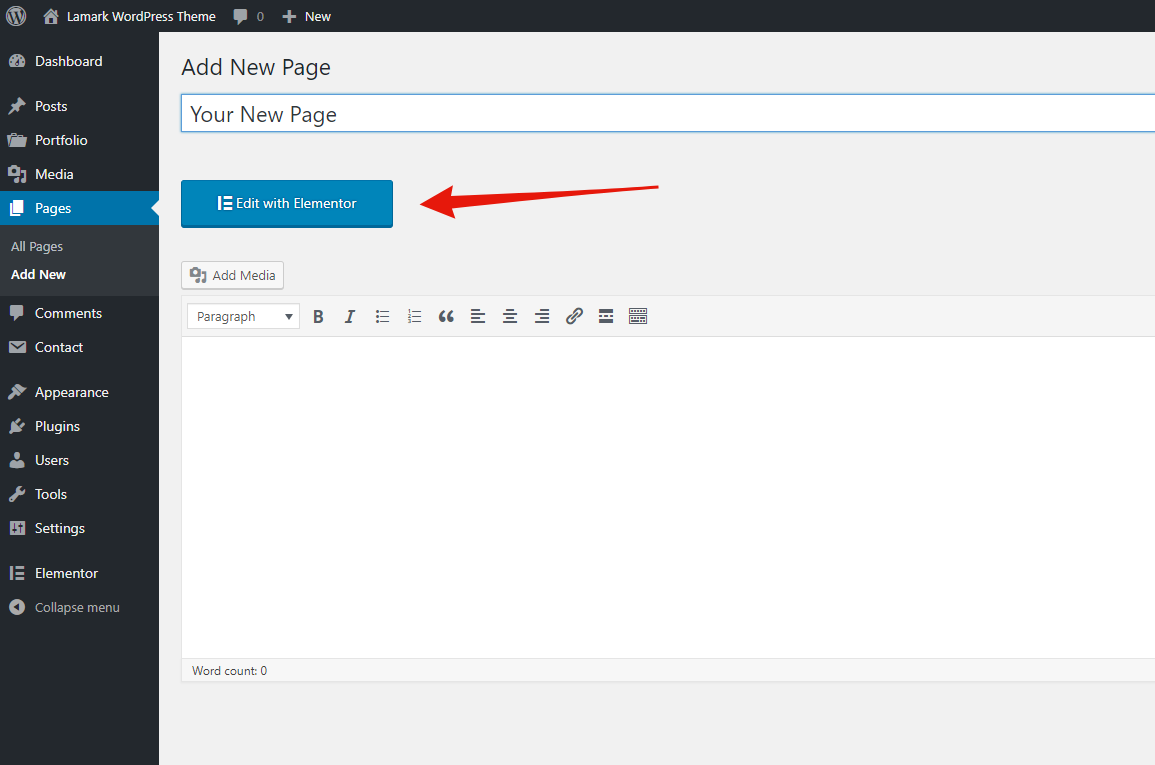 Lamark WordPress Theme 0 New
Dashboard
Posts
Portfolio
Media
Pages
All Pages
Add New
Comments
Contact
Appearance
Plugins
Users
Tools
Settings
Elementor
Collapse menu
Add New Page
Your New Page
Edit with Elementor
Add Media
Paragraph
Word count: 0